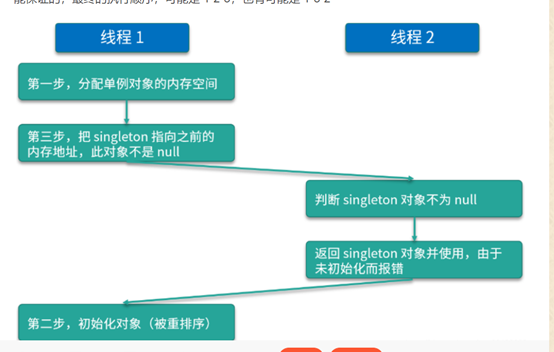 线程 1
线程 2
第一步，分配单例对象的内存空间
第三步，把 singleton 指向之前的
内存地址，此对象不是 null
判断 singleton 对象不为 null
返回 singleton 对象并使用，由于
未初始化而报错
第二步，初始化对象（被重排序）